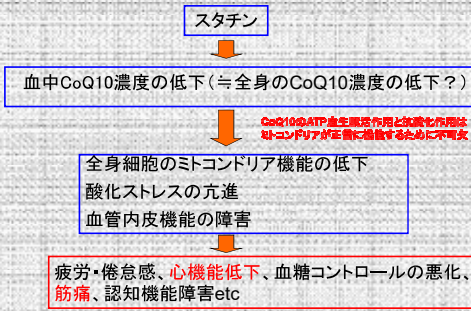 スタチン
血中CoQ10濃度の低下(≒全身のCoQ10濃度の低下?)
CoQ10のATP産生賦活作用と抗酸化作用は
ミトコンドリアが正常に機能するために不可欠
全身細胞のミトコンドリア機能の低下
酸化ストレスの亢進
血管内皮機能の障害
疲労・倦怠感、心機能低下、血糖コントロールの悪化、
筋痛、認知機能障害etc